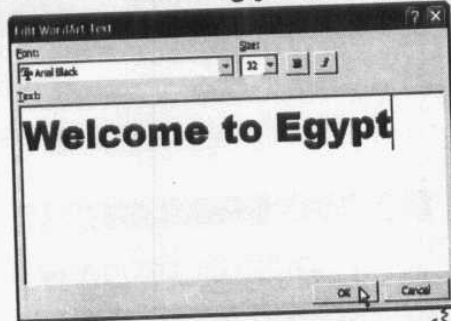 Edit WordArt Text
Font:
Size:
Arial Black
32
B
I
Text:
Welcome to Egypt
OK
Cancel